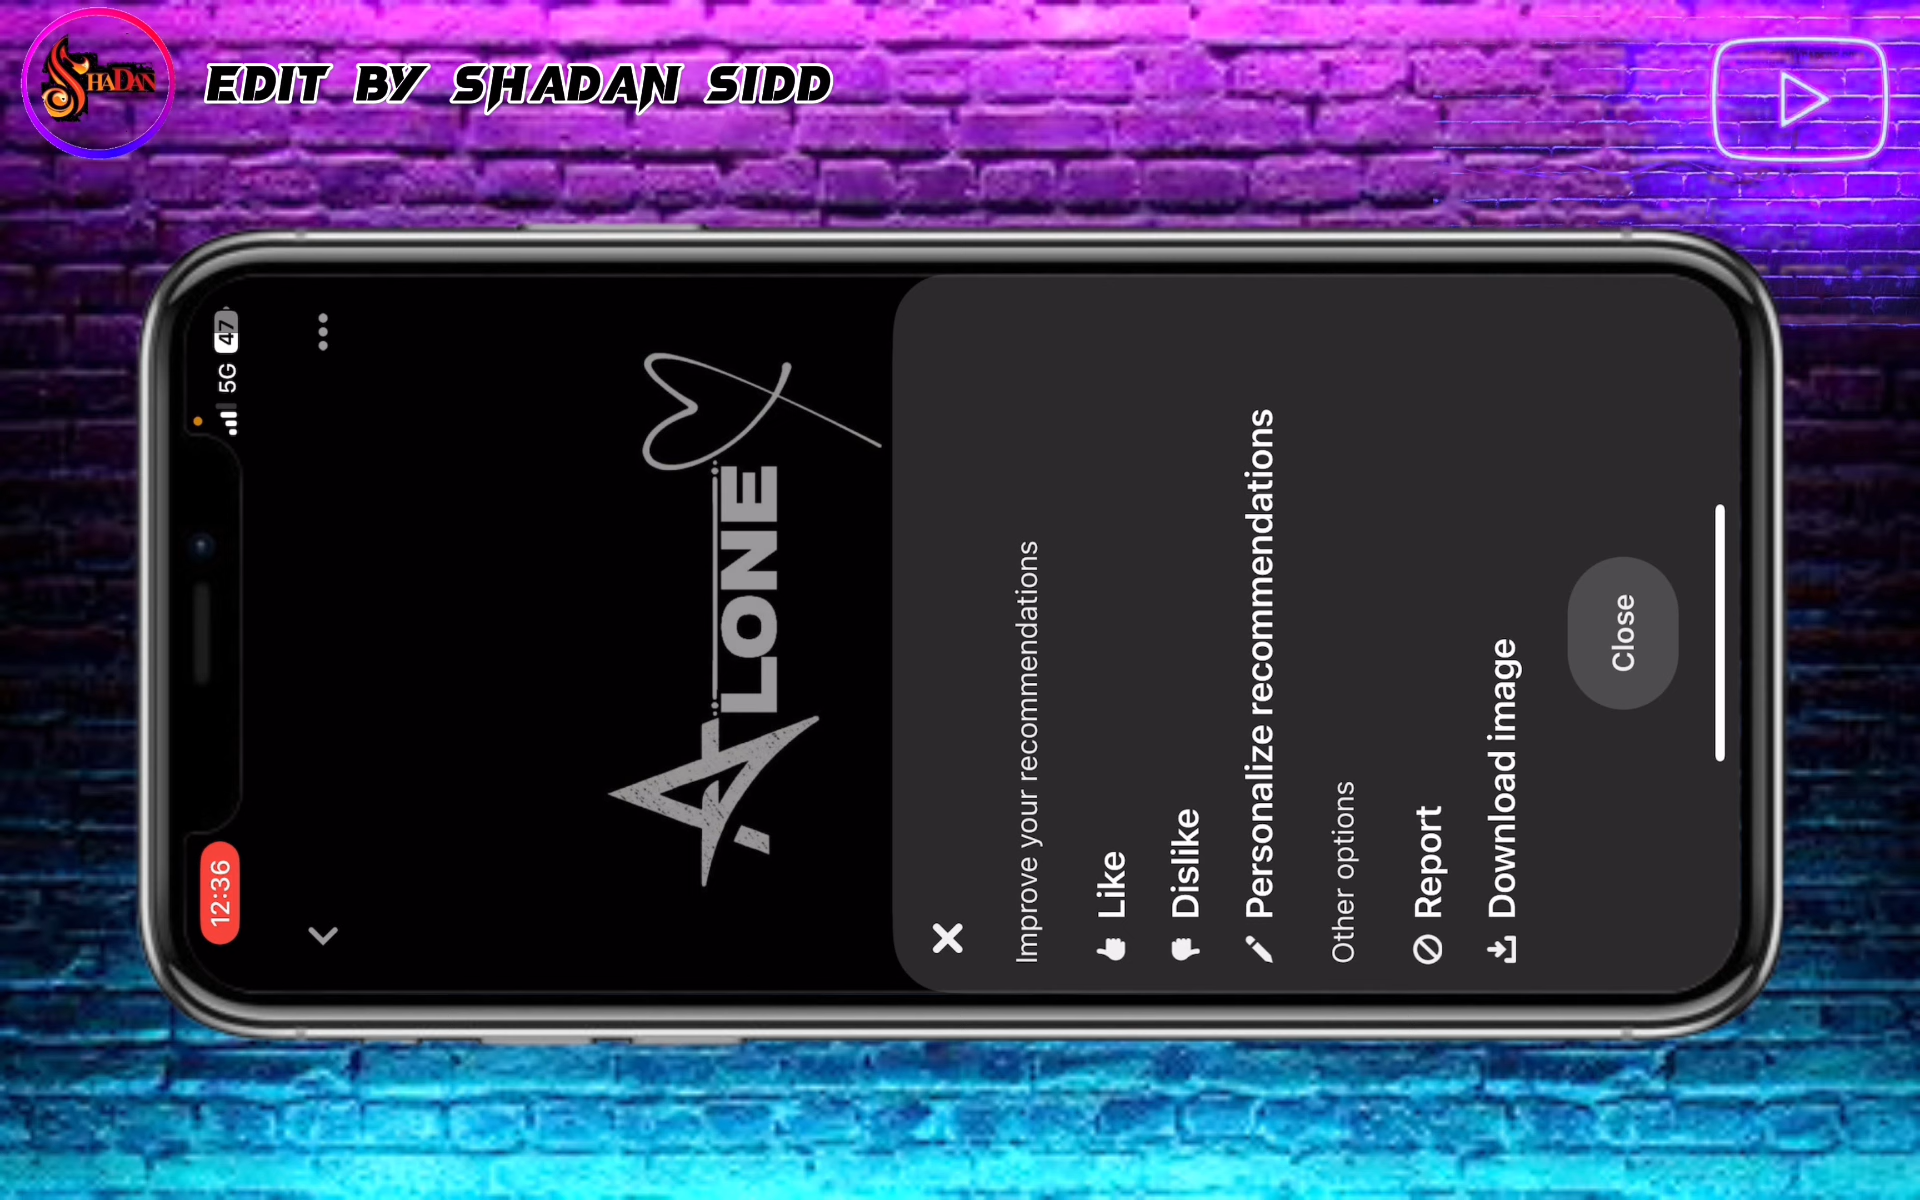 SHADAN
EDIT BY SHADAN SIDD
12:36
5G 47
ALONE
Improve your recommendations
Like
Dislike
Personalize recommendations
Other options
Report
Download image
Close